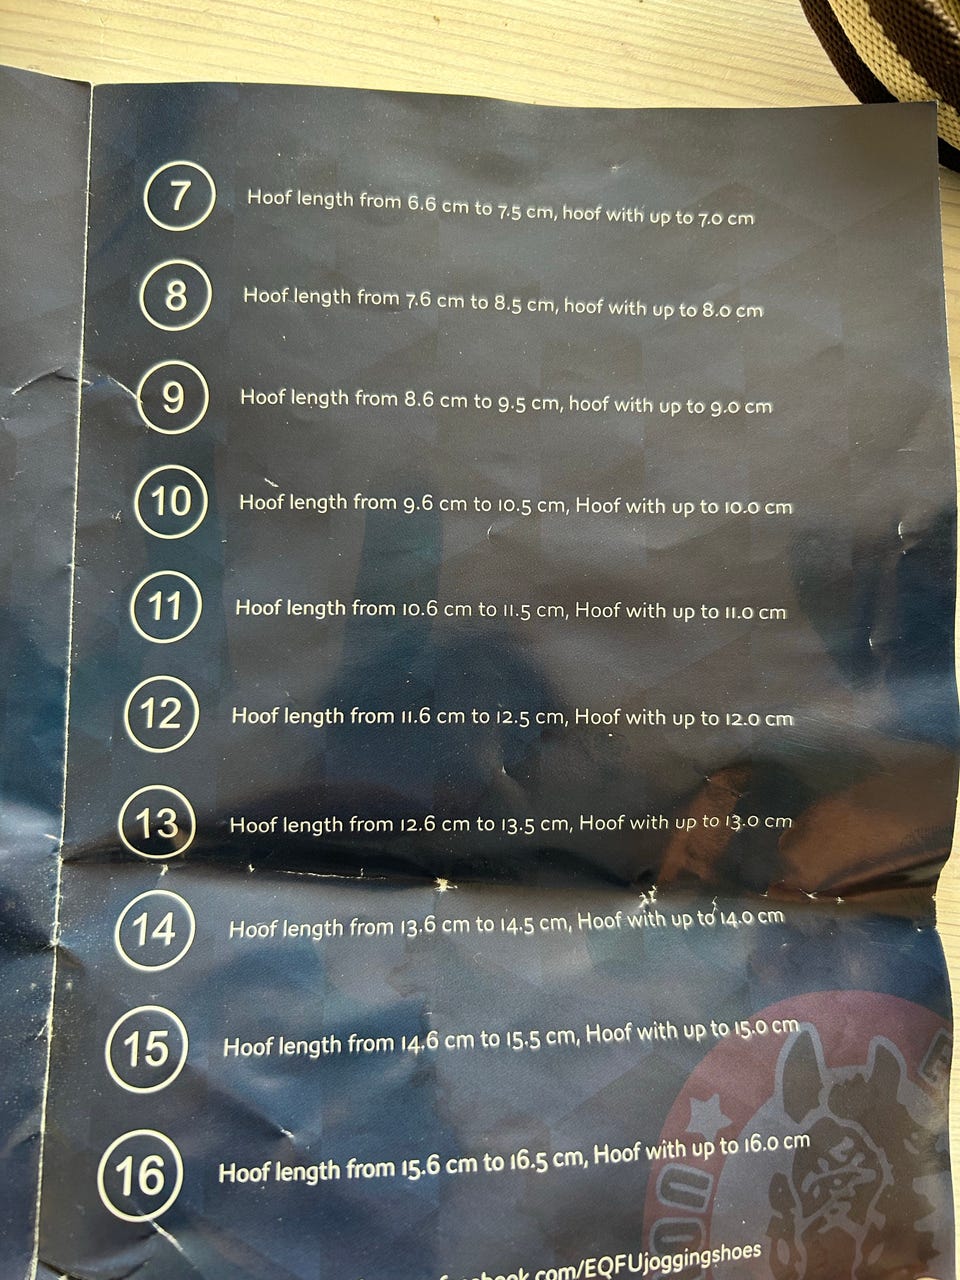 7 Hoof length from 6.6 cm to 7.5 cm, hoof with up to 7.0 cm
8 Hoof length from 7.6 cm to 8.5 cm, hoof with up to 8.0 cm
9 Hoof length from 8.6 cm to 9.5 cm, hoof with up to 9.0 cm
10 Hoof length from 9.6 cm to 10.5 cm, Hoof with up to 10.0 cm
11 Hoof length from 10.6 cm to 11.5 cm, Hoof with up to 11.0 cm
12 Hoof length from 11.6 cm to 12.5 cm, Hoof with up to 12.0 cm
13 Hoof length from 12.6 cm to 13.5 cm, Hoof with up to 13.0 cm
14 Hoof length from 13.6 cm to 14.5 cm, Hoof with up to 14.0 cm
15 Hoof length from 14.6 cm to 15.5 cm, Hoof with up to 15.0 cm
16 Hoof length from 15.6 cm to 16.5 cm, Hoof with up to 16.0 cm
愛
.com/EQFUjoggingshoes